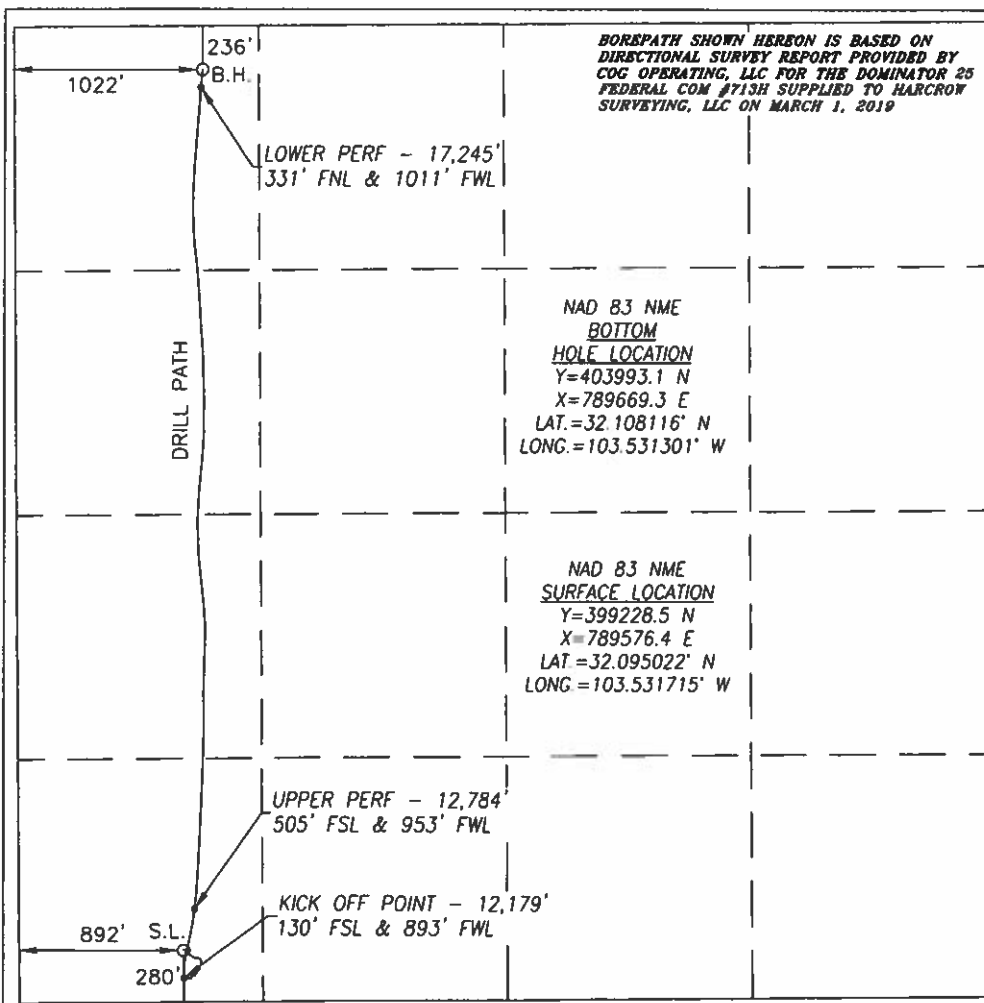 236'
B.H.
1022'
BOREPATH SHOWN HEREON IS BASED ON
DIRECTIONAL SURVEY REPORT PROVIDED BY
COG OPERATING, LLC FOR THE DOMINATOR 25
FEDERAL COM #713H SUPPLIED TO HARCROW
SURVEYING, LLC ON MARCH 1, 2019
LOWER PERF - 17,245'
331' FNL & 1011' FWL
DRILL PATH
NAD 83 NME
BOTTOM
HOLE LOCATION
Y=403993.1 N
X=789669.3 E
LAT.=32.108116° N
LONG.=103.531301° W
NAD 83 NME
SURFACE LOCATION
Y=399228.5 N
X=789576.4 E
LAT.=32.095022° N
LONG.=103.531715° W
UPPER PERF - 12,784'
505' FSL & 953' FWL
KICK OFF POINT - 12,179'
130' FSL & 893' FWL
892'
S.L.
280'